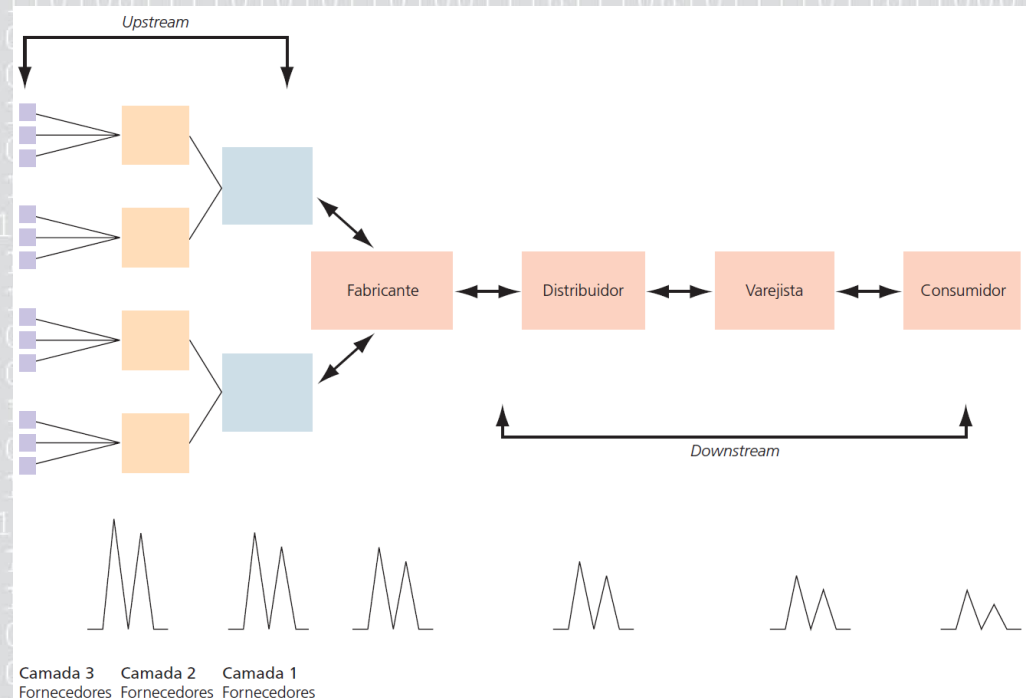 Upstream
Fabricante
Distribuidor
Varejista
Consumidor
Downstream
Camada 3
Fornecedores
Camada 2
Fornecedores
Camada 1
Fornecedores